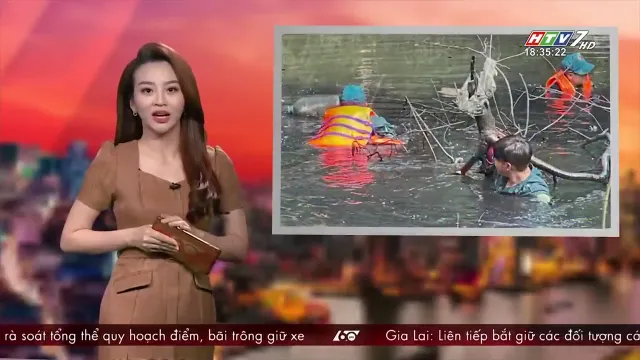 HTV7 HD
18:35:22
rà soát tổng thể quy hoạch điểm, bãi trông giữ xe
60
Gia Lai: Liên tiếp bắt giữ các đối tượng